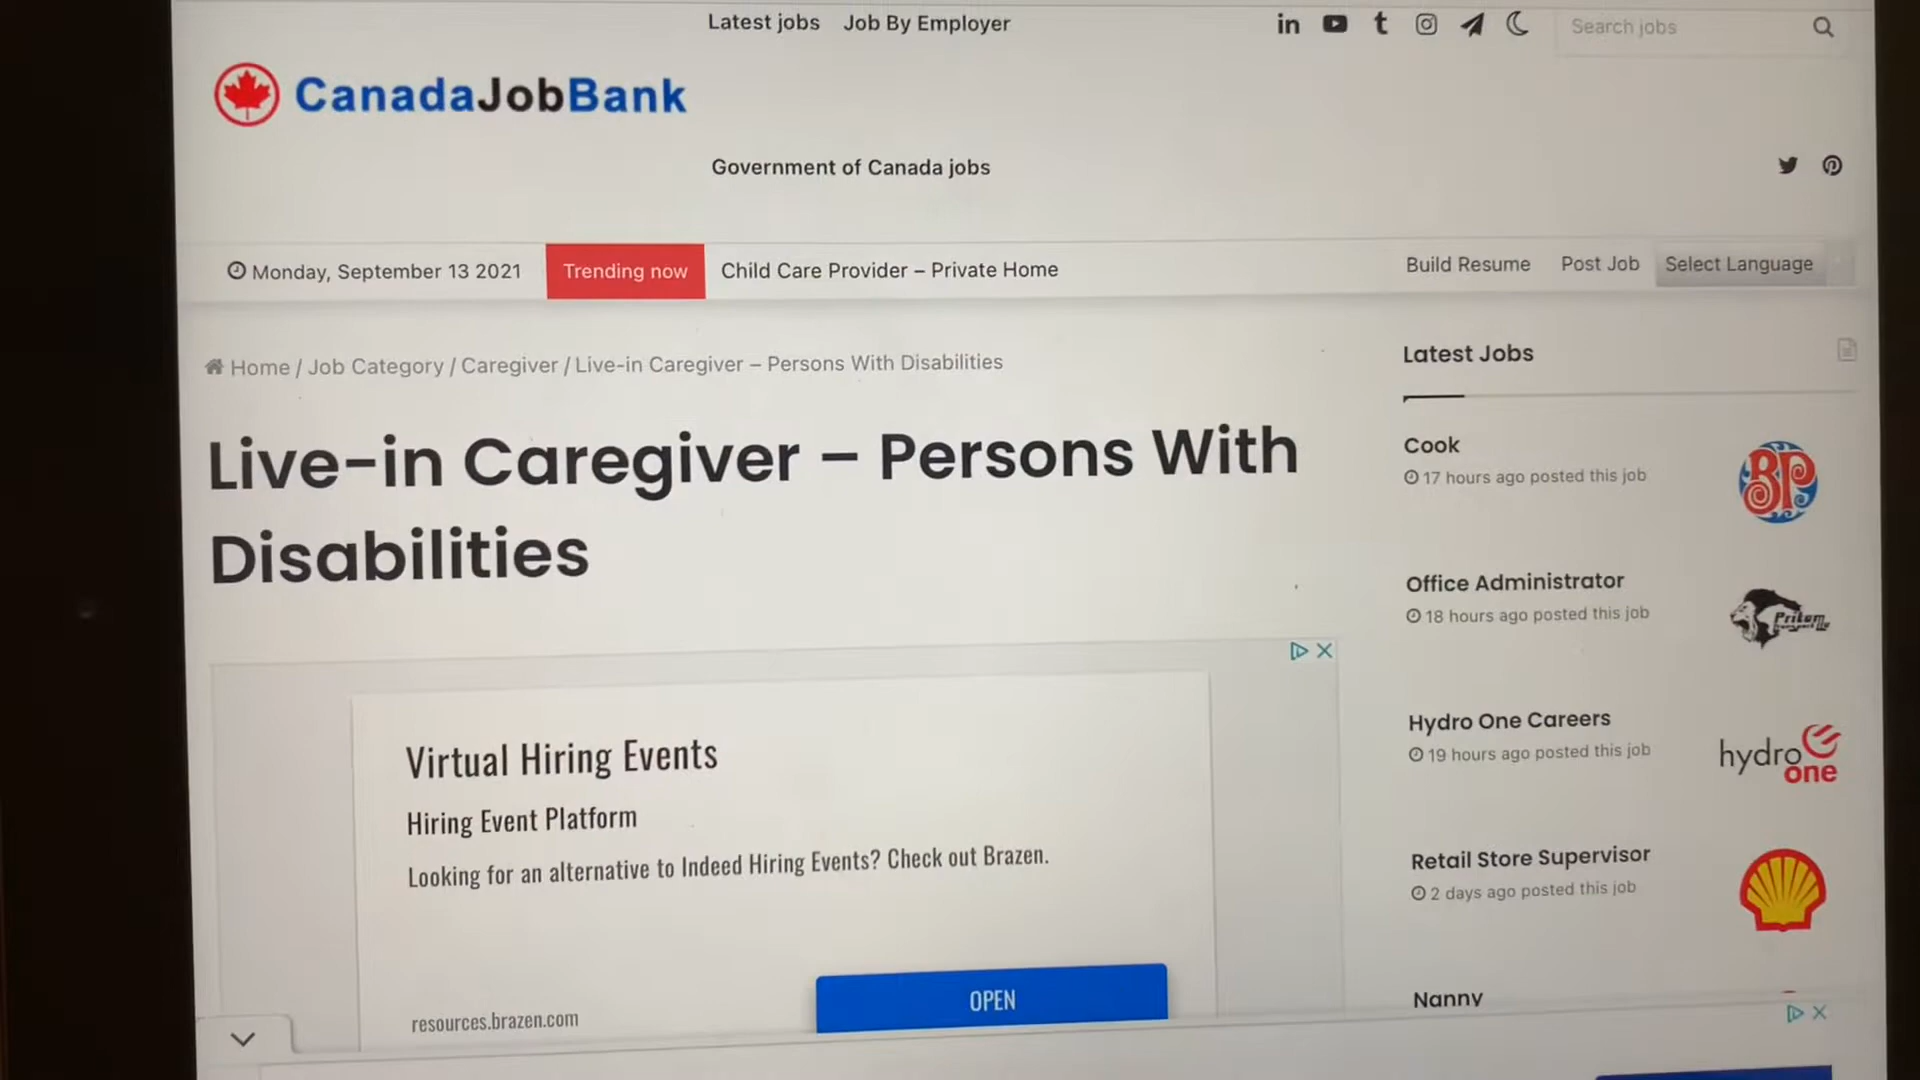 Latest jobs Job By Employer
Search jobs
CanadaJobBank
Government of Canada jobs
Monday, September 13 2021
Trending now
Child Care Provider – Private Home
Build Resume
Post Job
Select Language
Home / Job Category / Caregiver / Live-in Caregiver – Persons With Disabilities
Live-in Caregiver – Persons With
Disabilities
Virtual Hiring Events
Hiring Event Platform
Looking for an alternative to Indeed Hiring Events? Check out Brazen.
resources.brazen.com
OPEN
Latest Jobs
Cook
17 hours ago posted this job
BP
Office Administrator
18 hours ago posted this job
Pritam
Hydro One Careers
19 hours ago posted this job
hydro
one
Retail Store Supervisor
2 days ago posted this job
Nanny